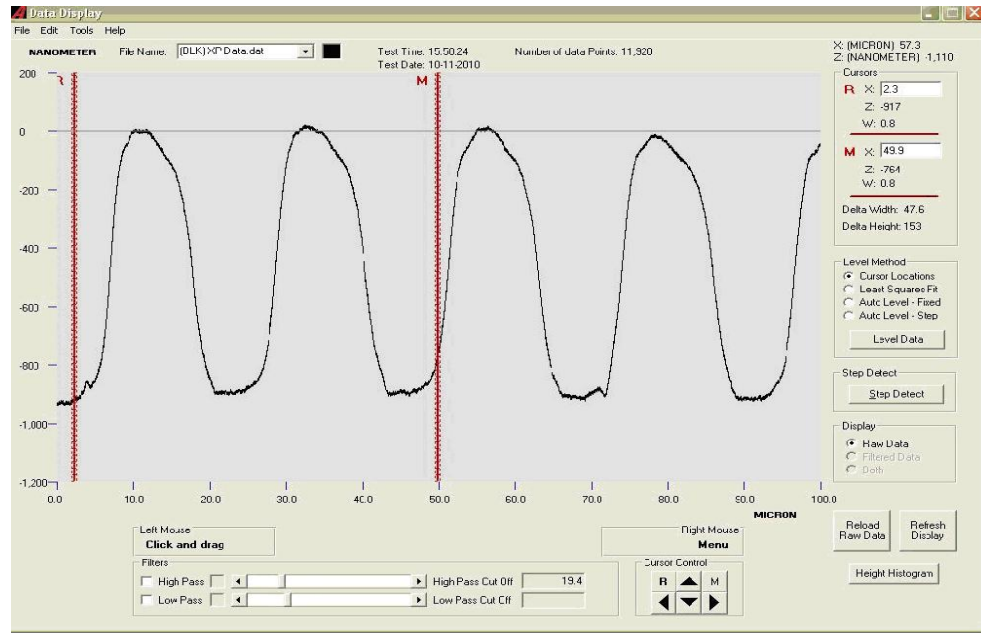 Data Display
File Edit Tools Help
NANOMETER File Name: (DLK) XP Data.dat Test Time: 15.50.24 Number of data Points: 11,920
Test Date: 10-11-2010
X: (MICRON) 57.3
Z: (NANOMETER) -1,110
R M
200
0
-200
-400
-600
-800
-1,000
-1,200
0.0 10.0 20.0 30.0 40.0 50.0 60.0 70.0 80.0 90.0 100.0
MICRON
Cursors
R X: 2.3
Z: -917
W: 0.8
M X: 49.9
Z: -764
W: 0.8
Delta Width: 47.6
Delta Height: 153
Level Method
Cursor Locations
Least Squares Fit
Auto Level - Fixed
Auto Level - Step
Level Data
Step Detect
Step Detect
Display
Raw Data
Filtered Data
Both
Reload Raw Data
Refresh Display
Height Histogram
Left Mouse
Click and drag
Right Mouse
Menu
Filters
High Pass High Pass Cut Off 19.4
Low Pass Low Pass Cut Off
Cursor Control
R M